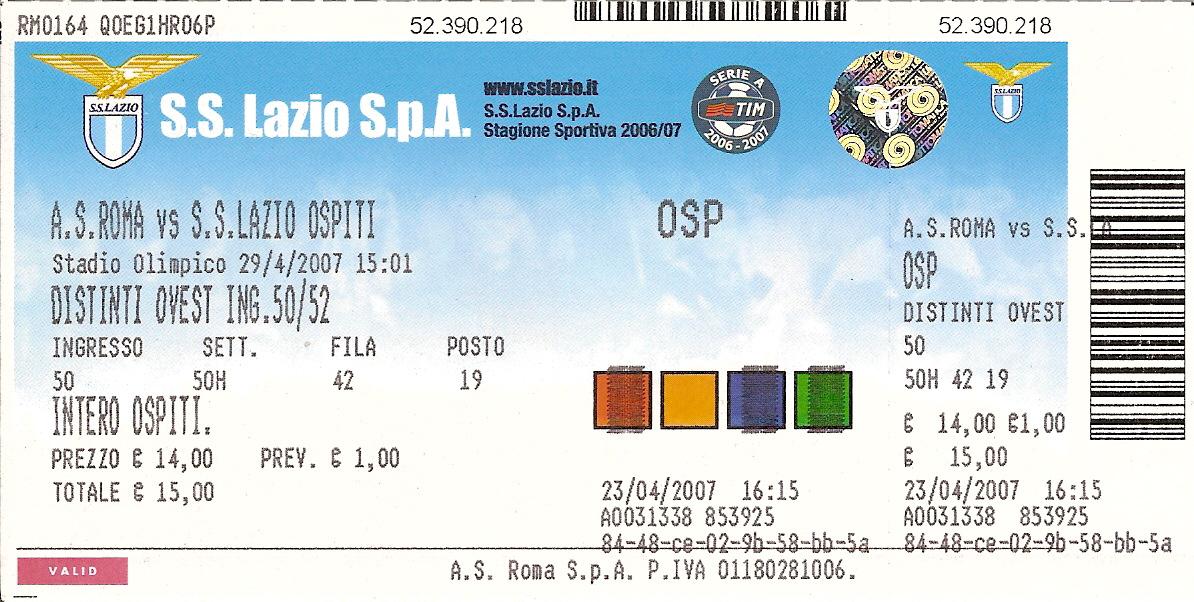 RM0164 Q0EG1HR06P 52.390.218 52.390.218
S.S.LAZIO
S.S. Lazio S.p.A.
www.sslazio.it
S.S.Lazio S.p.A.
Stagione Sportiva 2006/07
SERIE A
TIM
2006-2007
S.S.LAZIO
A.S.ROMA vs S.S.LAZIO OSPITI
Stadio Olimpico 29/4/2007 15:01
DISTINTI OVEST ING.50/52
INGRESSO SETT. FILA POSTO
50 50H 42 19
INTERO OSPITI.
PREZZO € 14,00 PREV. € 1,00
TOTALE € 15,00
OSP
23/04/2007 16:15
A0031338 853925
84-48-ce-02-9b-58-bb-5a
A.S.ROMA vs S.S.LA
OSP
DISTINTI OVEST
50
50H 42 19
€ 14,00 €1,00
€ 15,00
23/04/2007 16:15
A0031338 853925
84-48-ce-02-9b-58-bb-5a
VALID
A.S. Roma S.p.A. P.IVA 01180281006.